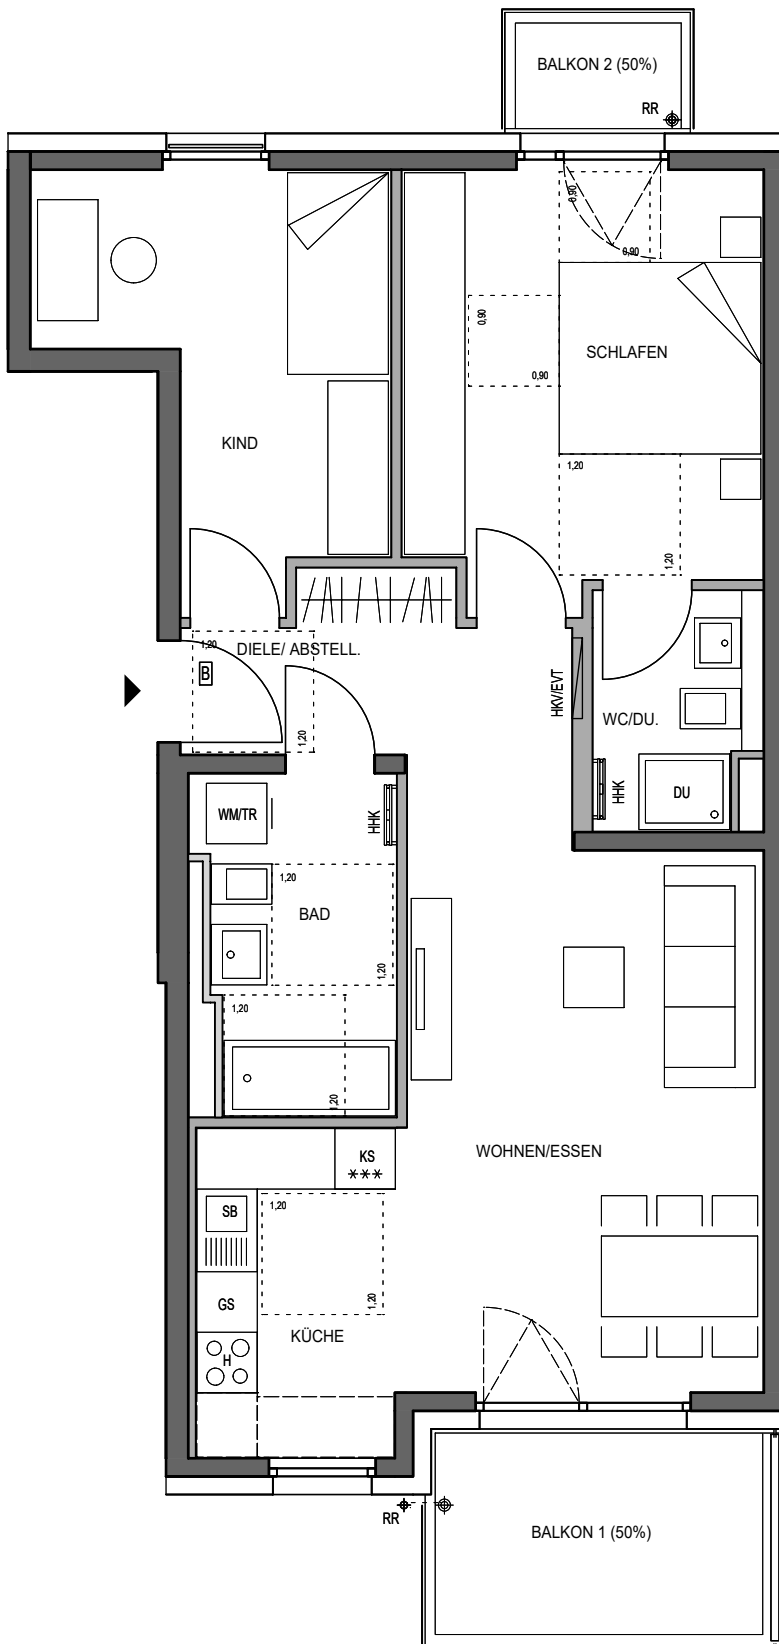 BALKON 2 (50%)
RR
0,90
0,90
0,90
SCHLAFEN
0,90
KIND
1,20
1,20
1,20
DIELE/ ABSTELL.
B
HKV/EVT
WC/DU.
1,20
HHK
DU
WM/TR
HHK
1,20
BAD
1,20
1,20
1,20
WOHNEN/ESSEN
KS
***
1,20
SB
GS
1,20
KÜCHE
H
RR
BALKON 1 (50%)